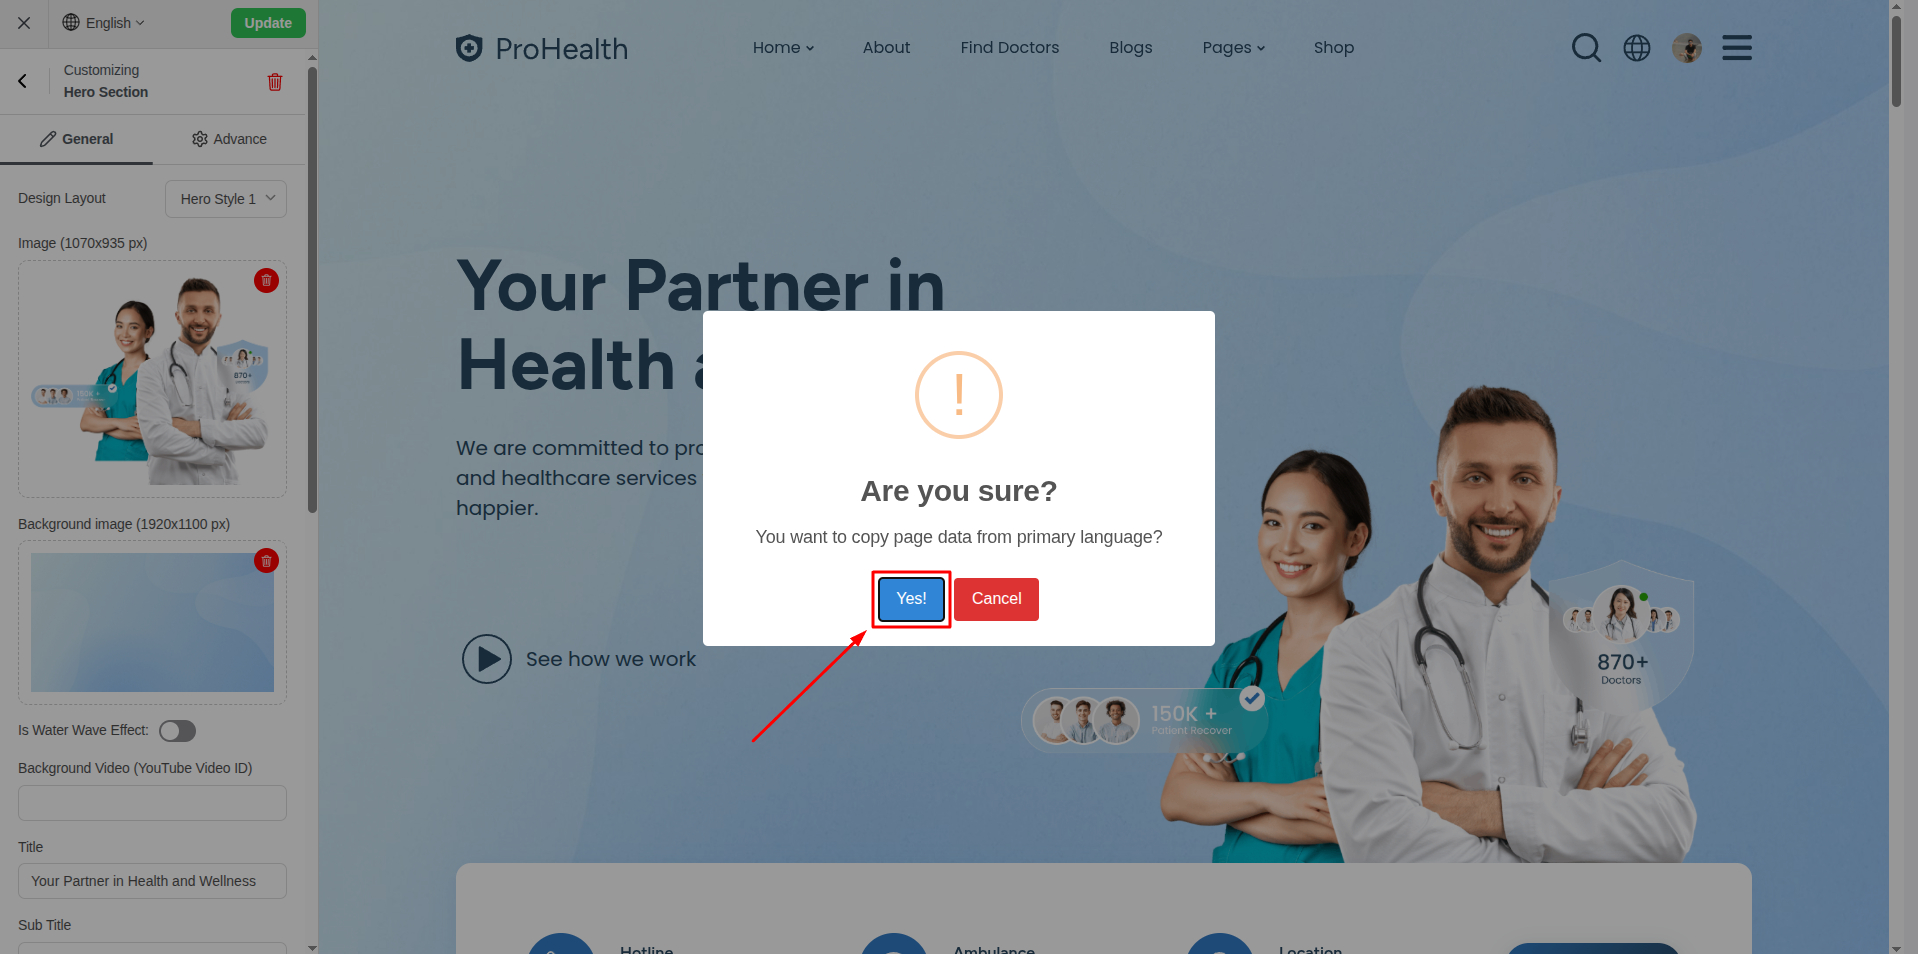 English
Update
Customizing
Hero Section
General
Advance
Design Layout
Hero Style 1
Image (1070x935 px)
150K +
870+
Background image (1920x1100 px)
Is Water Wave Effect:
Background Video (YouTube Video ID)
Title
Your Partner in Health and Wellness
Sub Title
ProHealth
Home
About
Find Doctors
Blogs
Pages
Shop
Your Partner in
Health a
We are committed to pro
and healthcare services
happier.
See how we work
Are you sure?
You want to copy page data from primary language?
Yes!
Cancel
870+
Doctors
150K +
Patient Recover
Hotline
Ambulance
Location